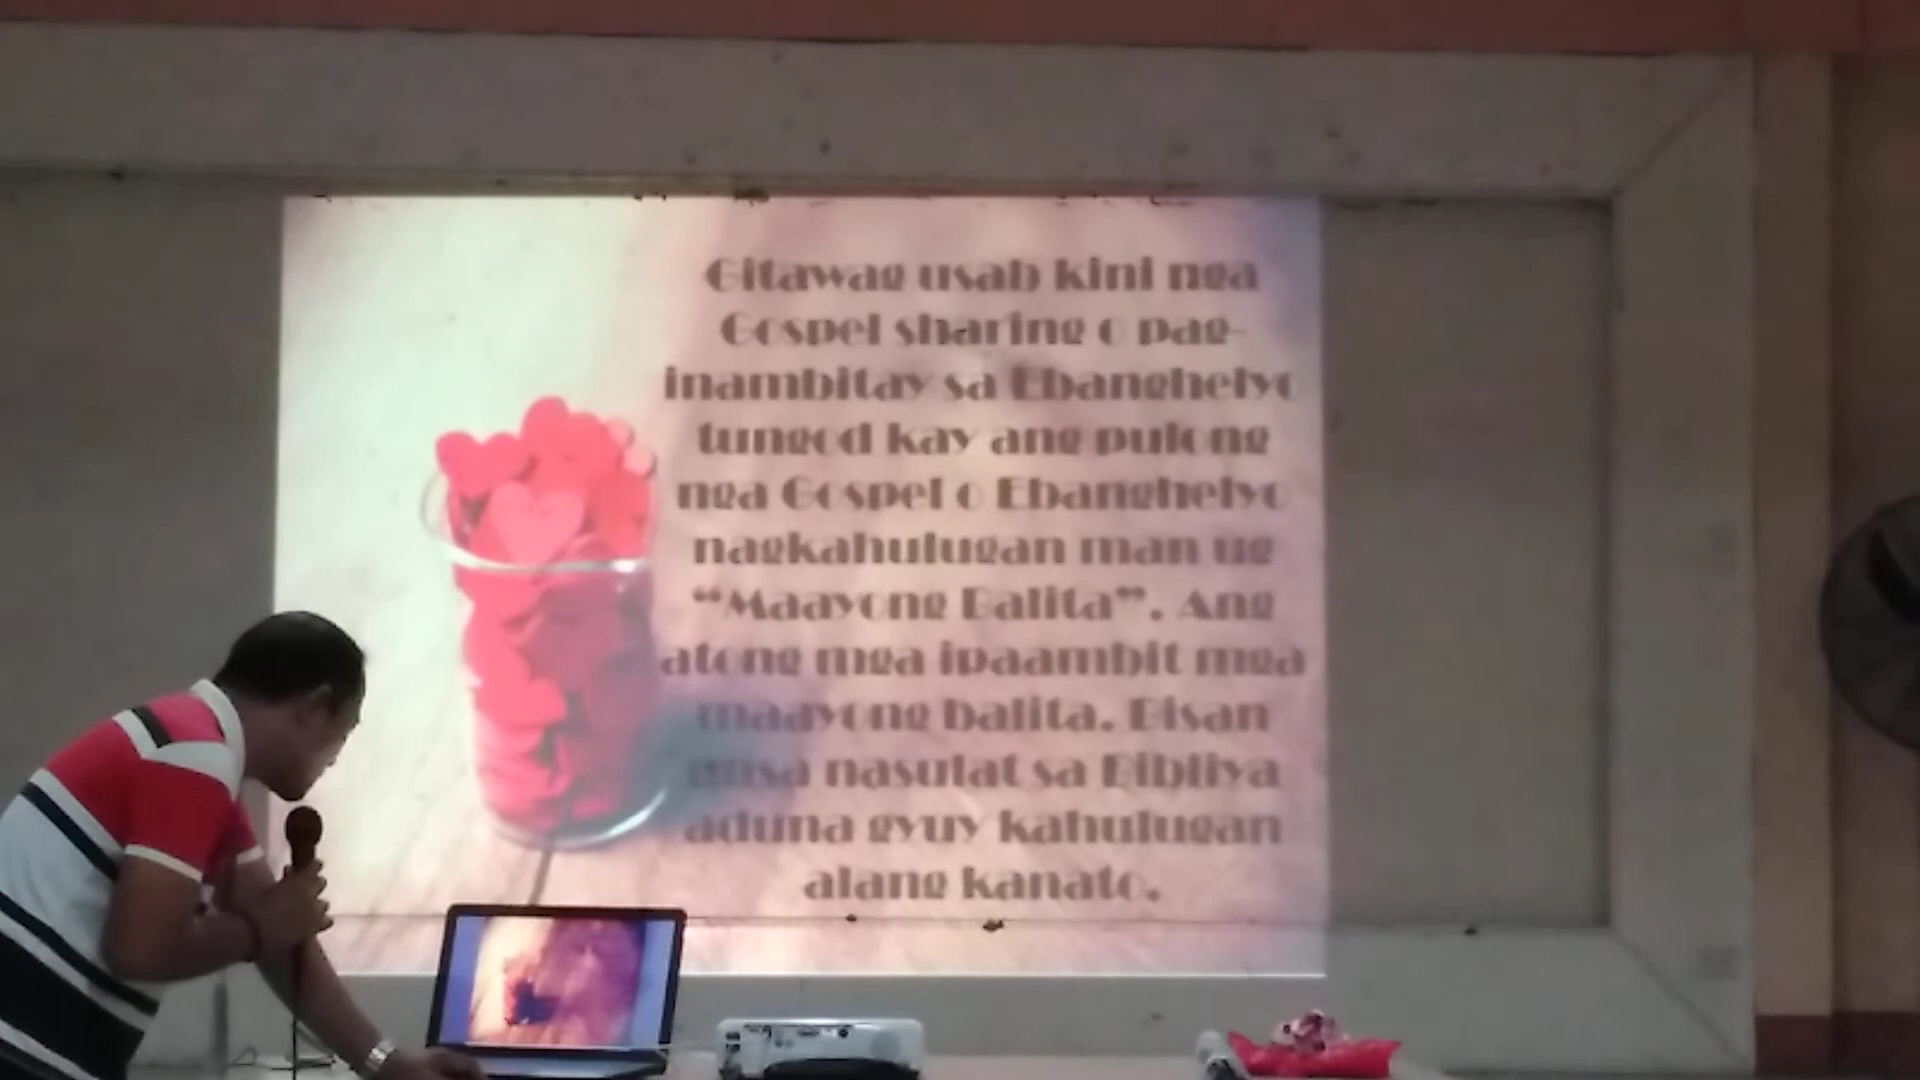 Gitawag usab kini nga
Gospel sharing o pag-
inambitay sa Ebanghelyo
tungod kay ang pulong
nga Gospel o Ebanghelyo
nagkahulugan man ug
“Maayong Balita”. Ang
atong mga ipaambit mga
maayong balita. Bisan
gnsa nasulat sa Bibliya
aduna gyuy kahulugan
alang kanato.